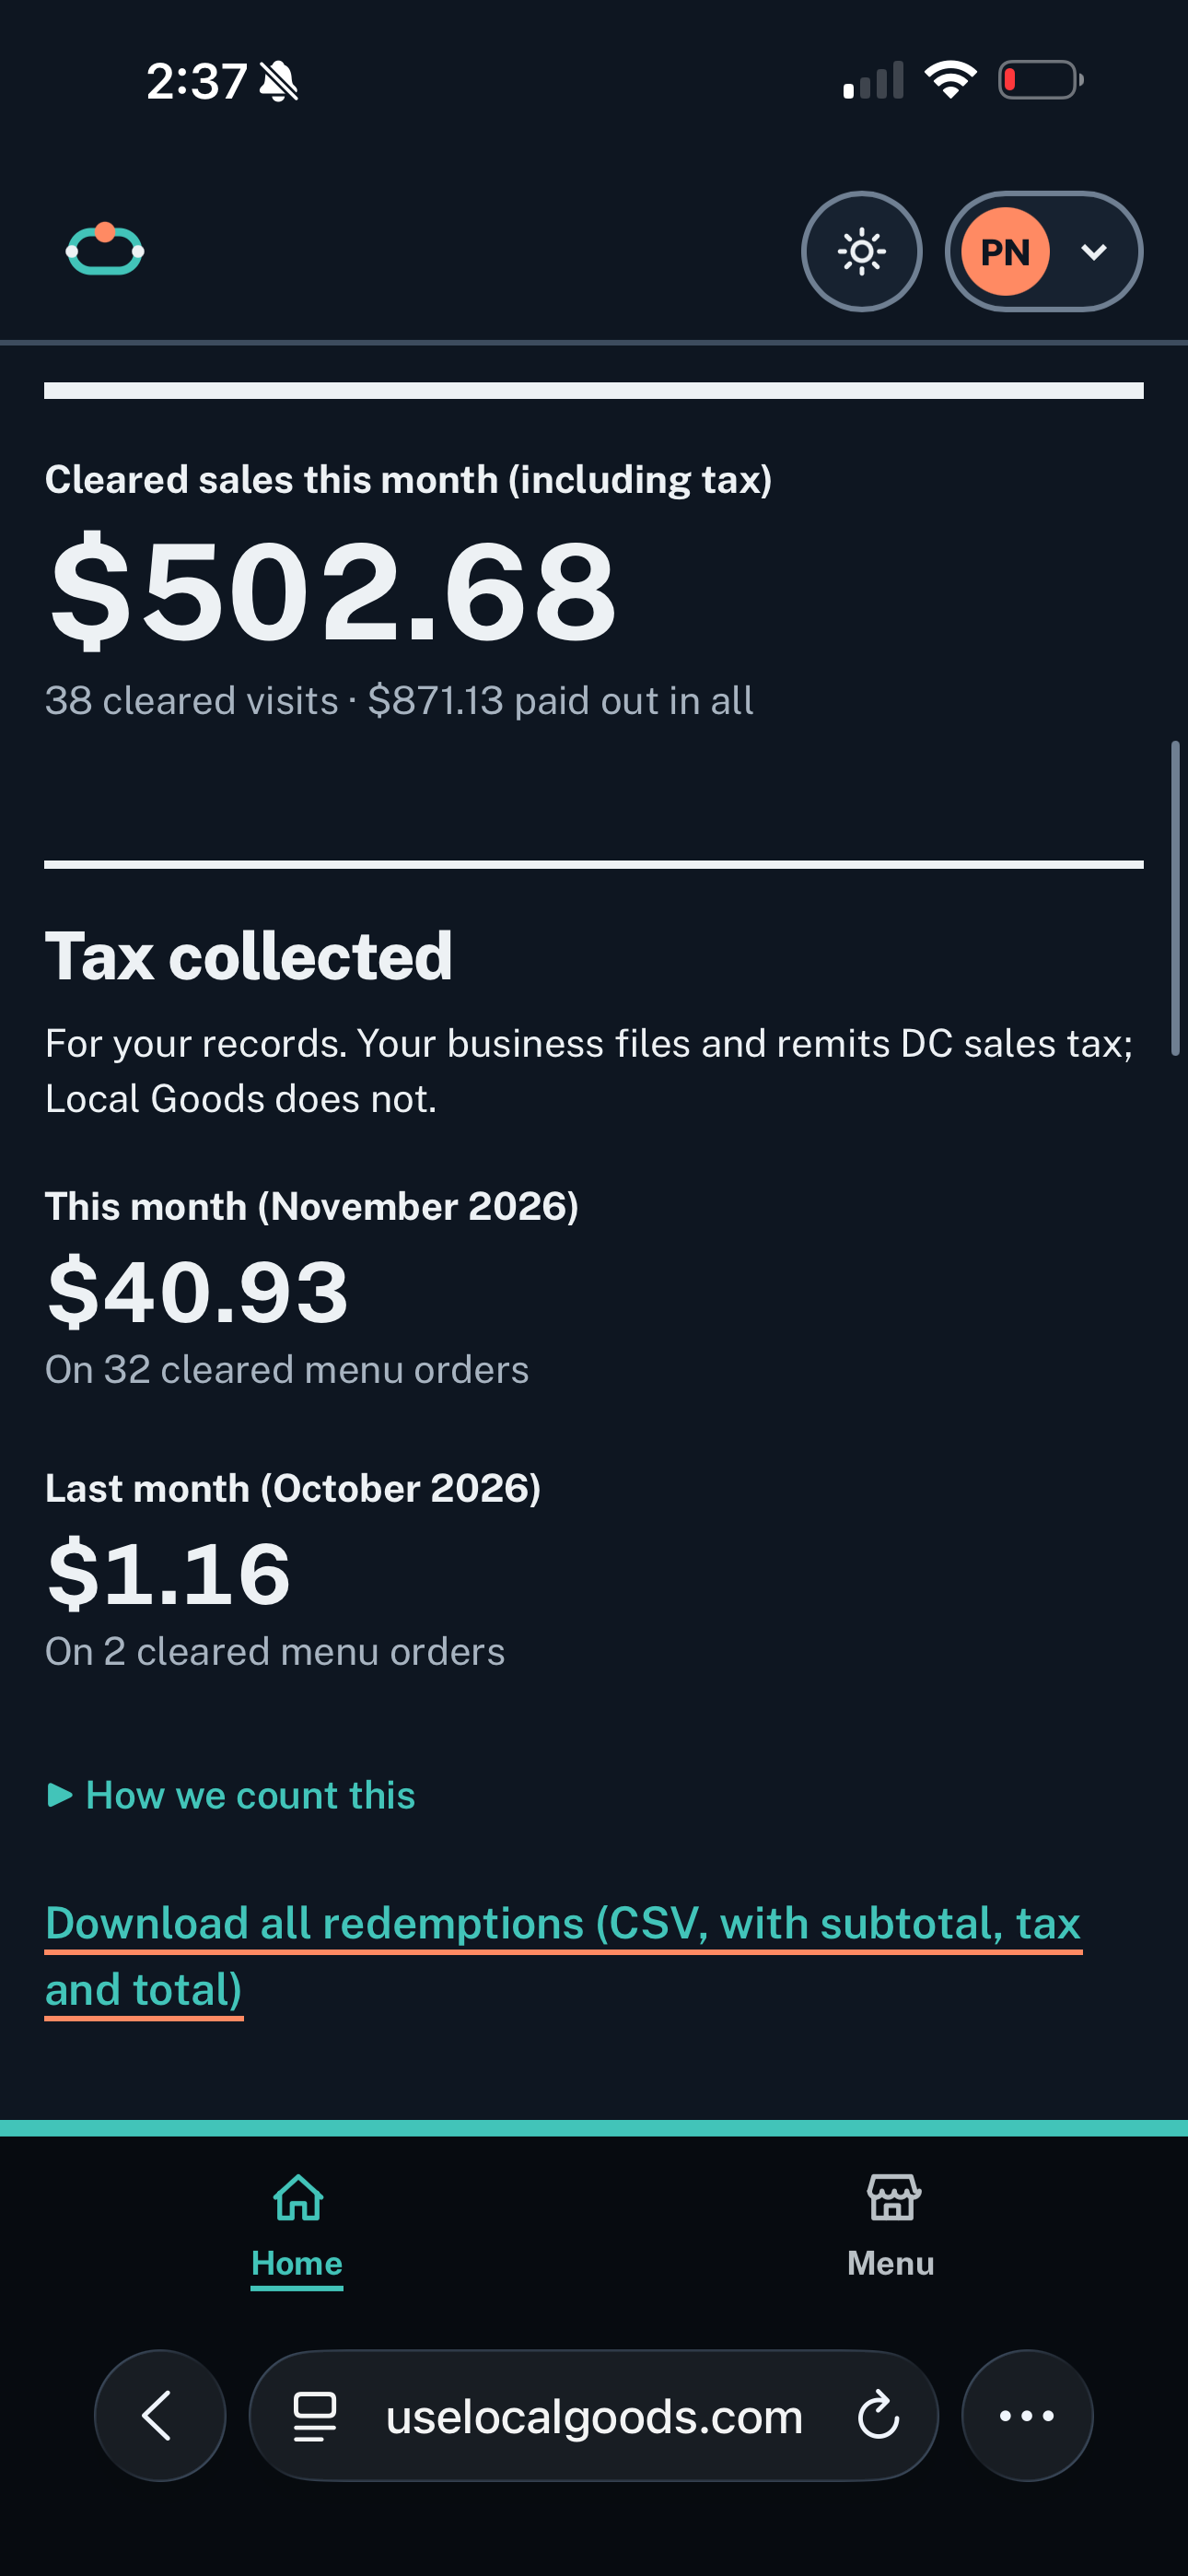 2:37
PN
Cleared sales this month (including tax)
$502.68
38 cleared visits · $871.13 paid out in all
Tax collected
For your records. Your business files and remits DC sales tax;
Local Goods does not.
This month (November 2026)
$40.93
On 32 cleared menu orders
Last month (October 2026)
$1.16
On 2 cleared menu orders
How we count this
Download all redemptions (CSV, with subtotal, tax
and total)
Home
Menu
uselocalgoods.com